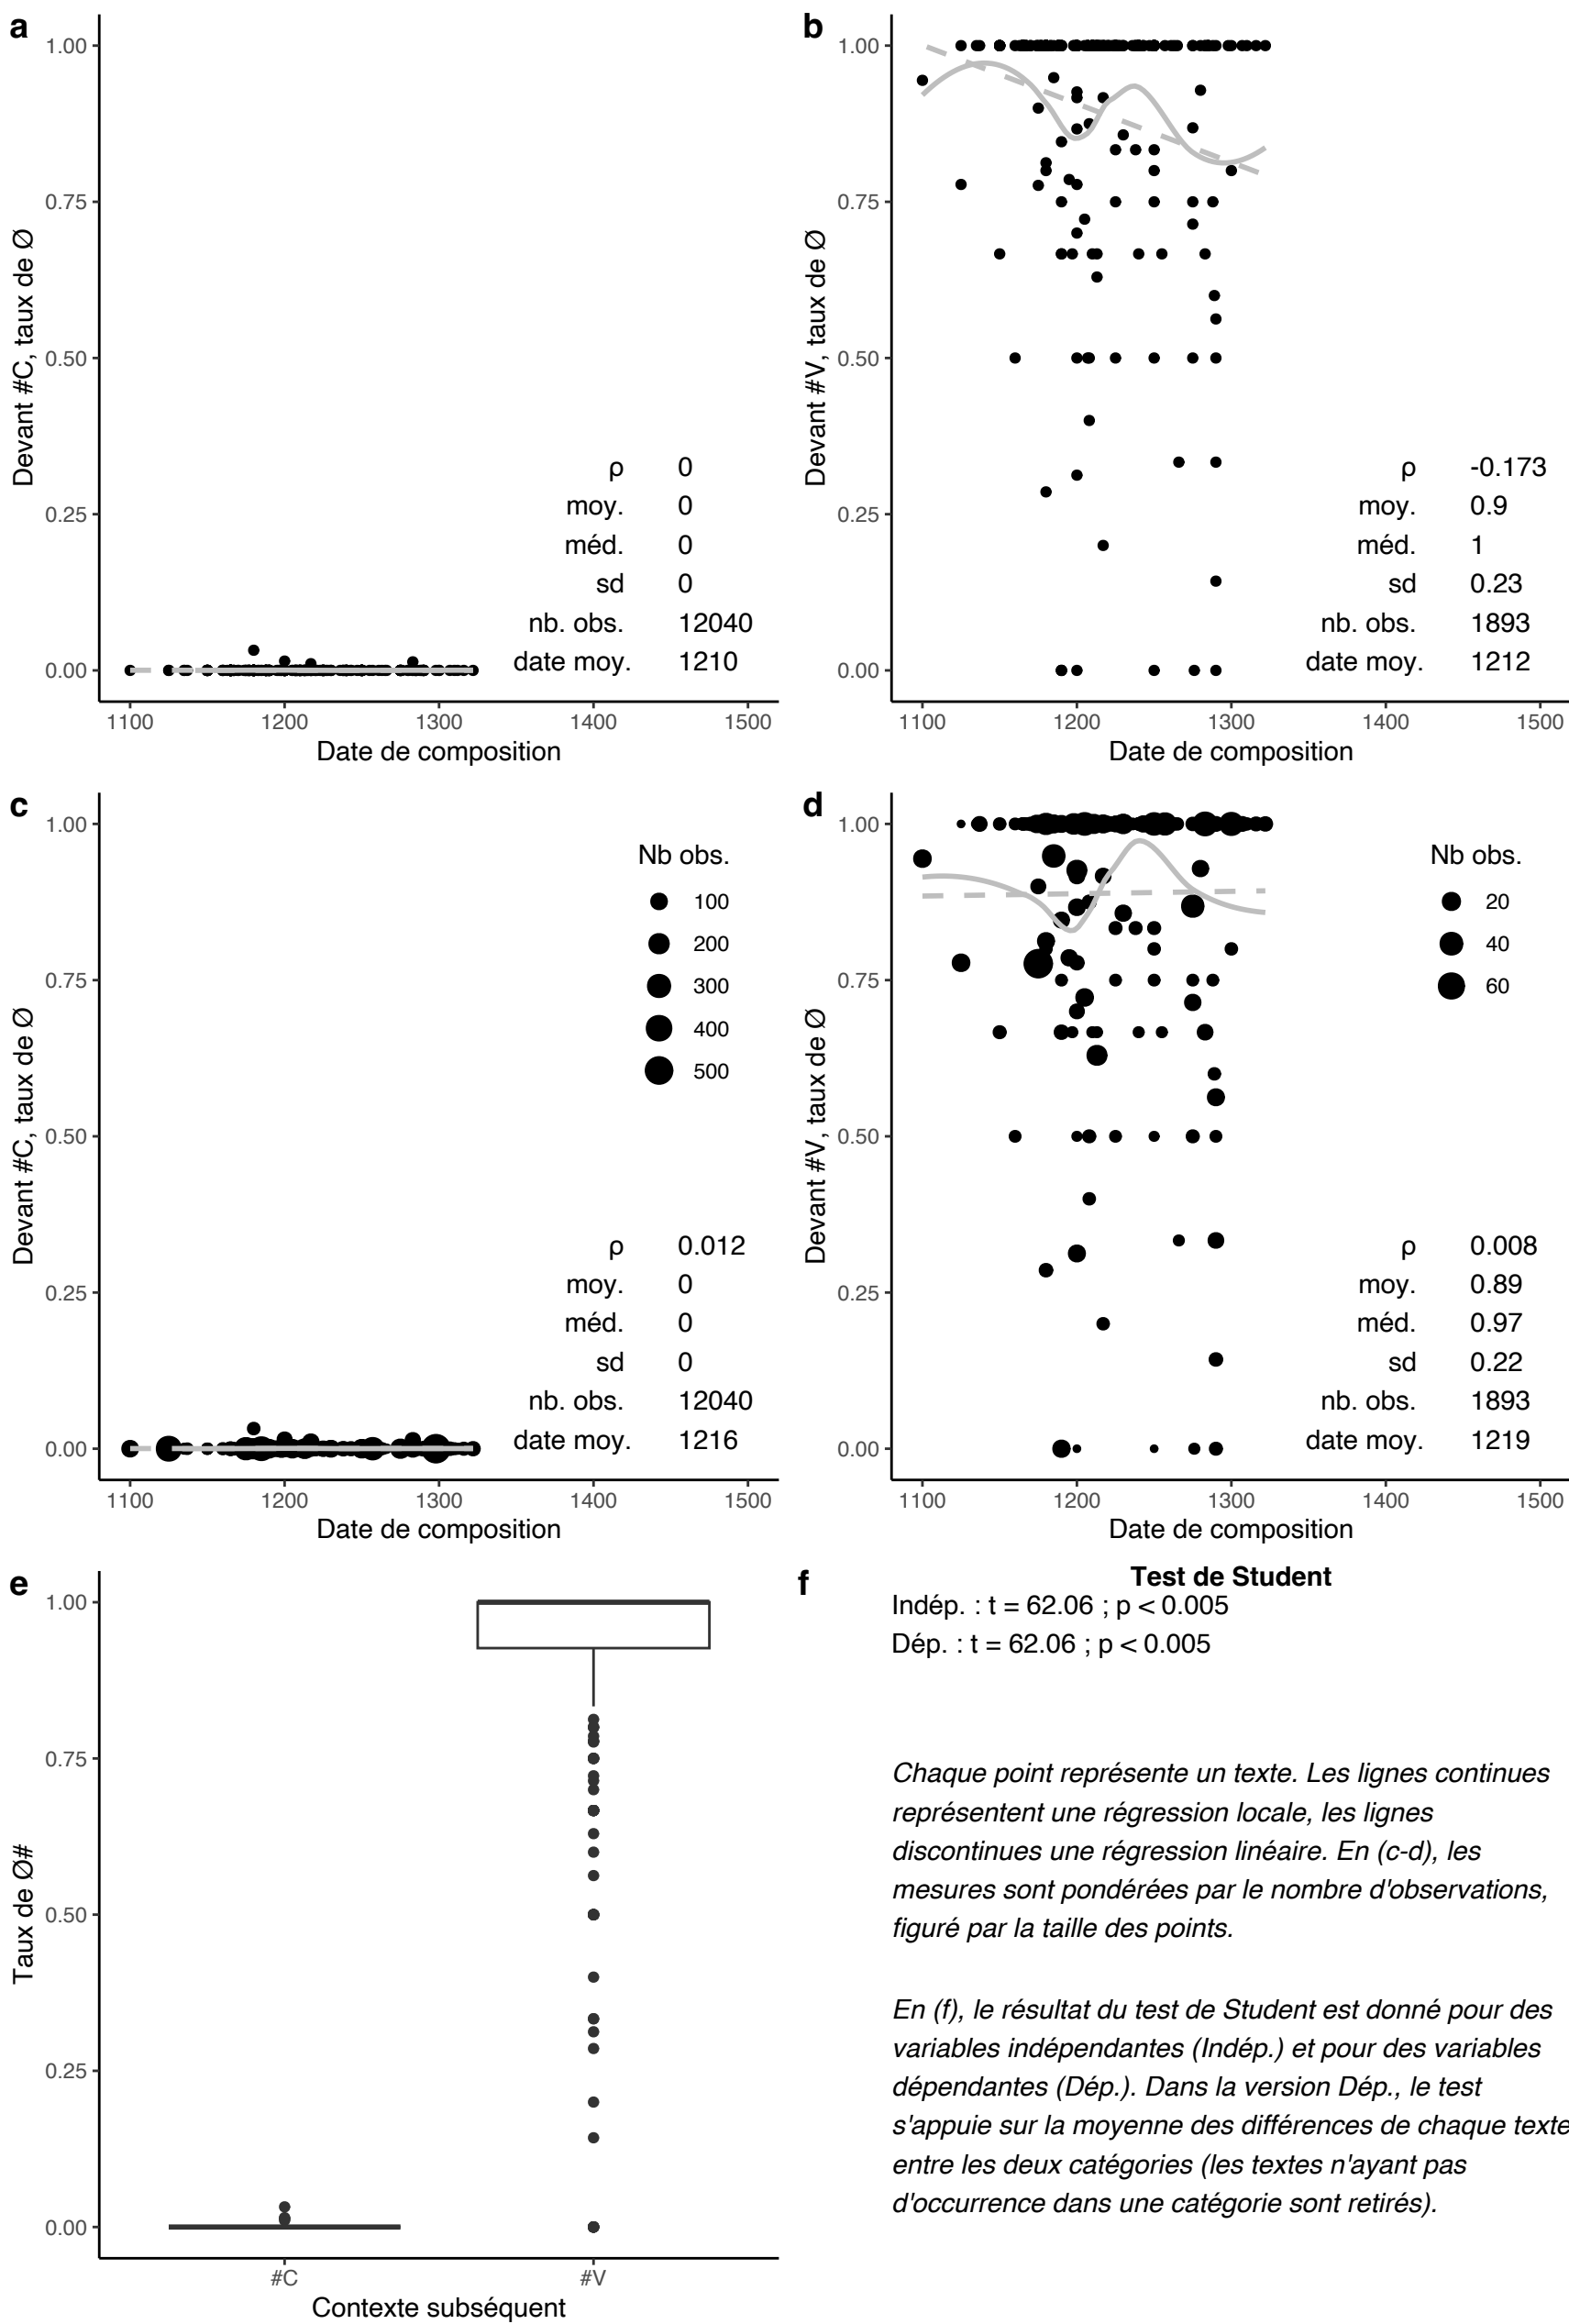 a
1.00
0.75
0.50
0.25
0.00
Devant #C, taux de Ø
ρ 0
moy. 0
méd. 0
sd 0
nb. obs. 12040
date moy. 1210
1100 1200 1300 1400 1500
Date de composition
b
1.00
0.75
0.50
0.25
0.00
Devant #V, taux de Ø
ρ -0.173
moy. 0.9
méd. 1
sd 0.23
nb. obs. 1893
date moy. 1212
1100 1200 1300 1400 1500
Date de composition
c
1.00
0.75
0.50
0.25
0.00
Devant #C, taux de Ø
Nb obs.
100
200
300
400
500
ρ 0.012
moy. 0
méd. 0
sd 0
nb. obs. 12040
date moy. 1216
1100 1200 1300 1400 1500
Date de composition
d
1.00
0.75
0.50
0.25
0.00
Devant #V, taux de Ø
Nb obs.
20
40
60
ρ 0.008
moy. 0.89
méd. 0.97
sd 0.22
nb. obs. 1893
date moy. 1219
1100 1200 1300 1400 1500
Date de composition
e
1.00
0.75
0.50
0.25
0.00
Taux de Ø#
#C #V
Contexte subséquent
f
Test de Student
Indép. : t = 62.06 ; p < 0.005
Dép. : t = 62.06 ; p < 0.005
Chaque point représente un texte. Les lignes continues
représentent une régression locale, les lignes
discontinues une régression linéaire. En (c-d), les
mesures sont pondérées par le nombre d'observations,
figuré par la taille des points.
En (f), le résultat du test de Student est donné pour des
variables indépendantes (Indép.) et pour des variables
dépendantes (Dép.). Dans la version Dép., le test
s'appuie sur la moyenne des différences de chaque texte
entre les deux catégories (les textes n'ayant pas
d'occurrence dans une catégorie sont retirés).